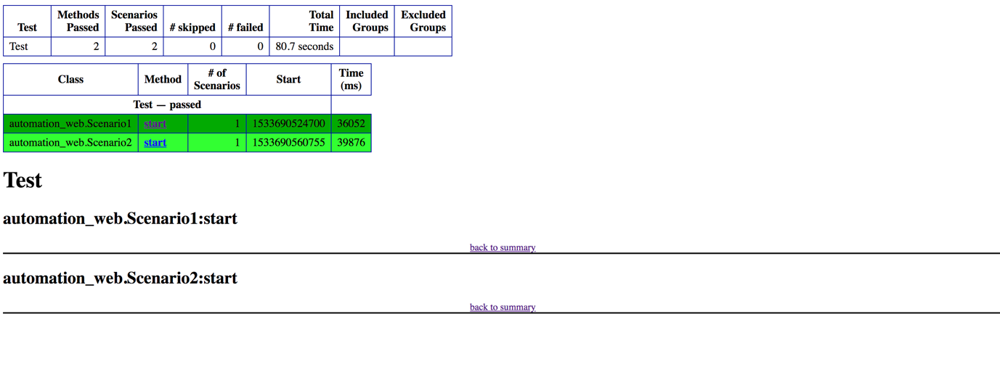 Test Methods Passed Scenarios Passed # skipped # failed Total Time Included Groups Excluded Groups
Test 2 2 0 0 80.7 seconds
Class Method # of Scenarios Start Time (ms)
Test — passed
automation_web.Scenario1 start 1 1533690524700 36052
automation_web.Scenario2 start 1 1533690560755 39876
Test
automation_web.Scenario1:start
back to summary
automation_web.Scenario2:start
back to summary